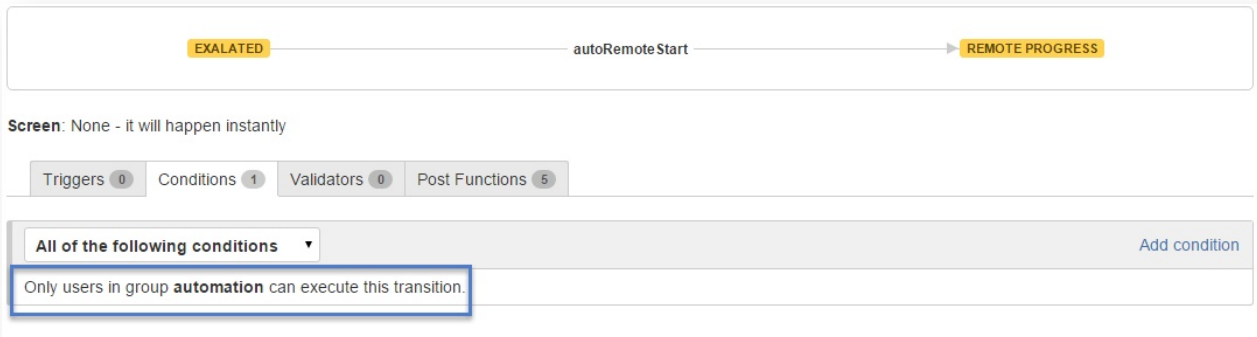 EXALATED autoRemoteStart REMOTE PROGRESS
Screen: None - it will happen instantly
Triggers 0 Conditions 1 Validators 0 Post Functions 5
All of the following conditions Add condition
Only users in group automation can execute this transition.